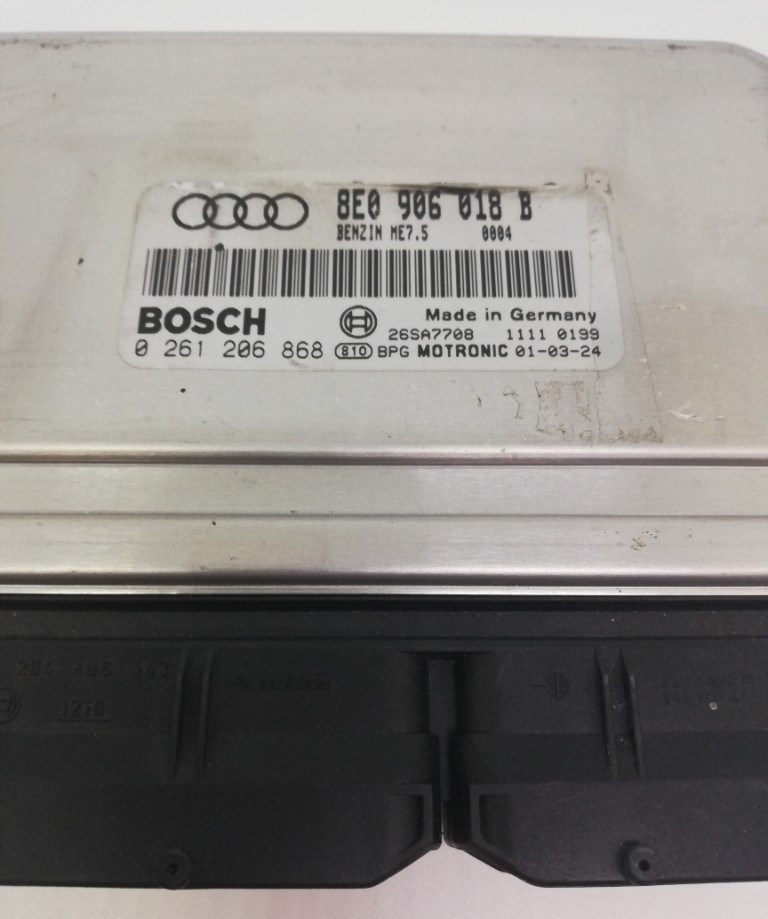 8E0 906 018 B
BENZIN ME7.5 0004
BOSCH Made in Germany
26SA7708 1111 0199
0 261 206 868 810 BPG MOTRONIC 01-03-24